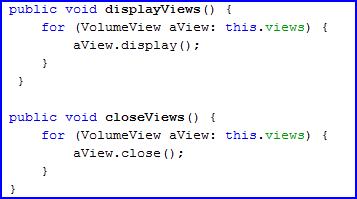 public void displayViews() {
    for (VolumeView aView: this.views) {
        aView.display();
    }
 }

public void closeViews() {
    for (VolumeView aView: this.views) {
        aView.close();
    }
}